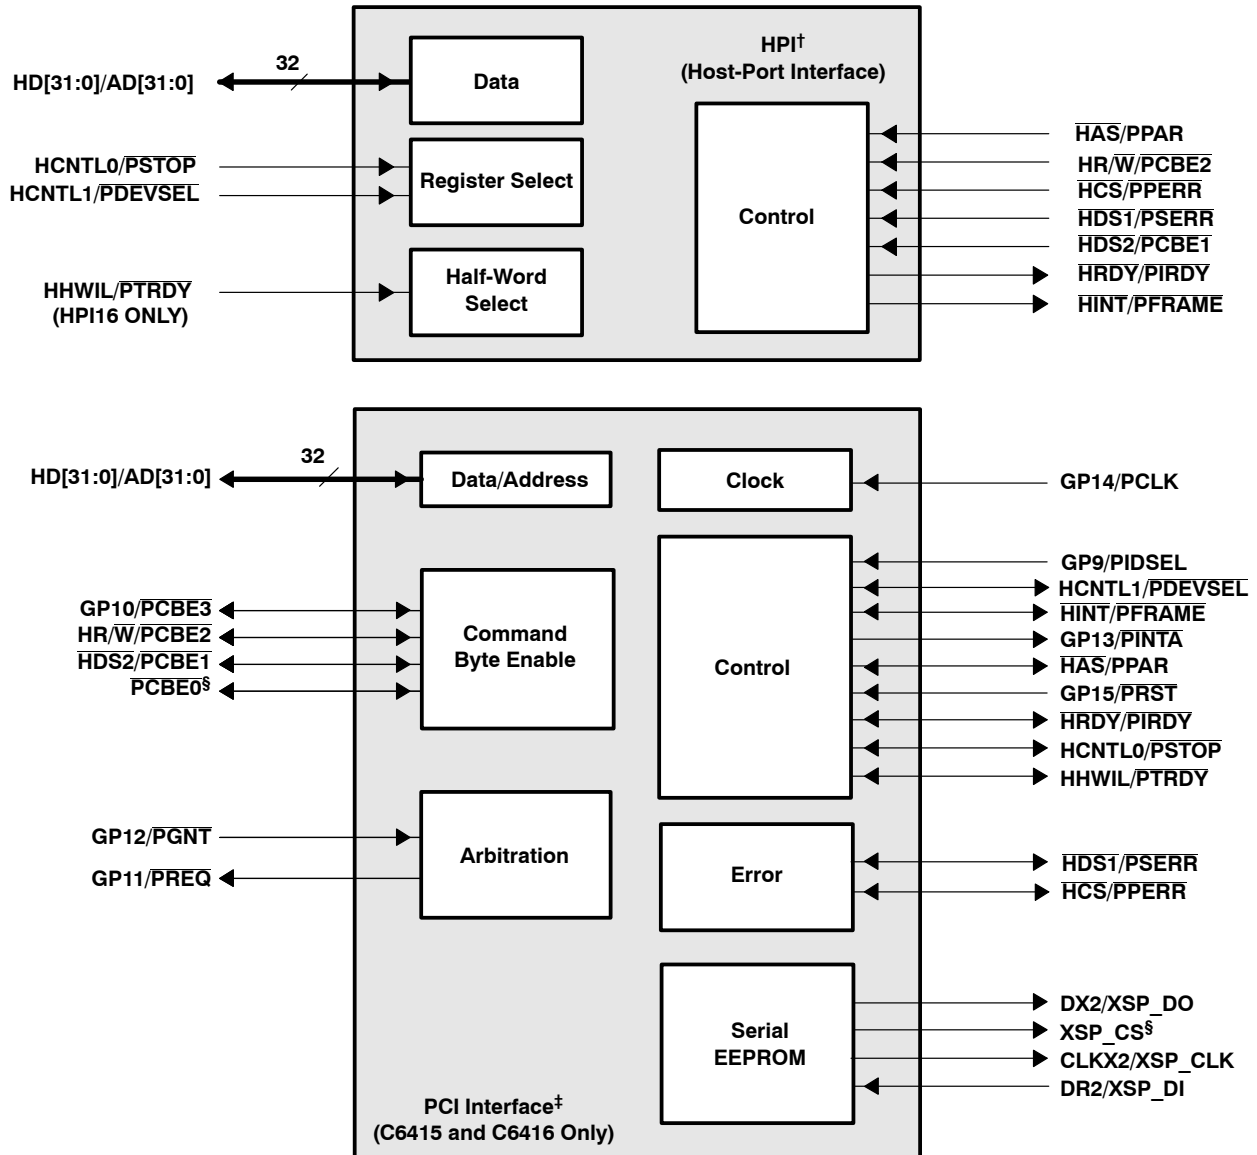 HPI†
(Host-Port Interface)
32
HD[31:0]/AD[31:0]
Data
HCNTL0/PSTOP
HCNTL1/PDEVSEL
Register Select
HHWIL/PTRDY
(HPI16 ONLY)
Half-Word
Select
Control
HAS/PPAR
HR/W/PCBE2
HCS/PPERR
HDS1/PSERR
HDS2/PCBE1
HRDY/PIRDY
HINT/PFRAME
32
HD[31:0]/AD[31:0]
Data/Address
Clock
GP14/PCLK
GP10/PCBE3
HR/W/PCBE2
HDS2/PCBE1
PCBE0§
Command
Byte Enable
Control
GP9/PIDSEL
HCNTL1/PDEVSEL
HINT/PFRAME
GP13/PINTA
HAS/PPAR
GP15/PRST
HRDY/PIRDY
HCNTL0/PSTOP
HHWIL/PTRDY
GP12/PGNT
GP11/PREQ
Arbitration
Error
HDS1/PSERR
HCS/PPERR
Serial
EEPROM
DX2/XSP_DO
XSP_CS§
CLKX2/XSP_CLK
DR2/XSP_DI
PCI Interface‡
(C6415 and C6416 Only)